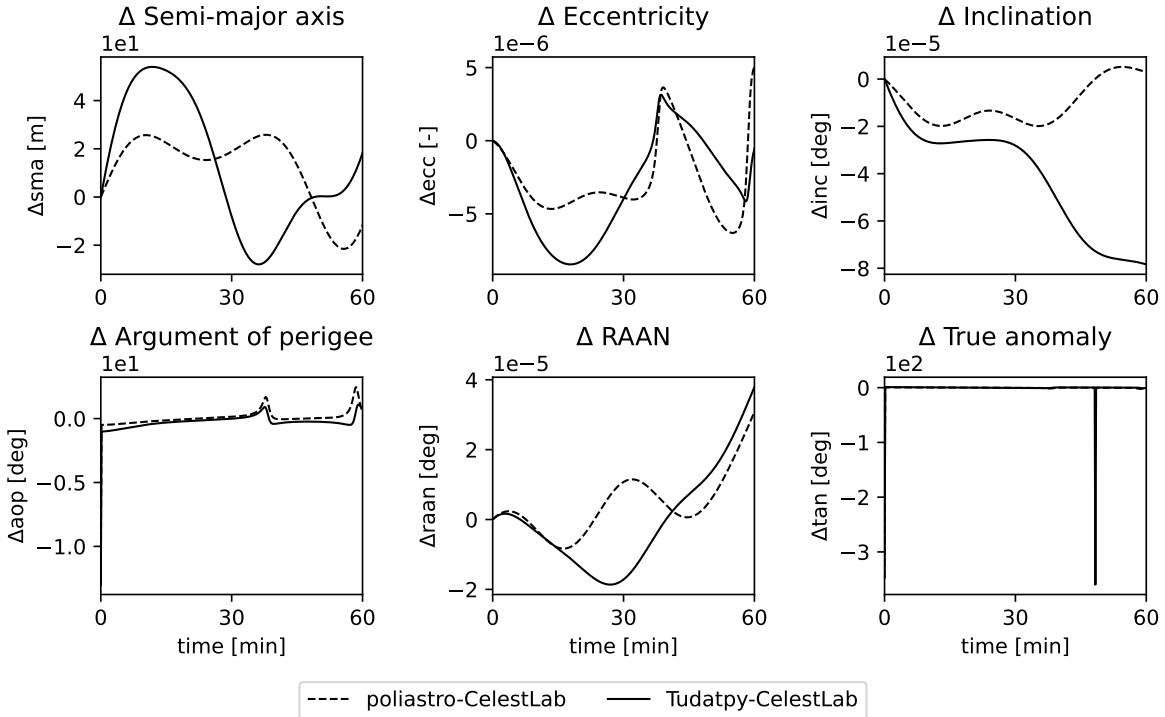 Δ Semi-major axis
1e1
Δsma [m]
4
2
0
−2
0 30 60
Δ Eccentricity
1e−6
Δecc [-]
5
0
−5
0 30 60
Δ Inclination
1e−5
Δinc [deg]
0
−2
−4
−6
−8
0 30 60
Δ Argument of perigee
1e1
Δaop [deg]
0.0
−0.5
−1.0
0 30 60
time [min]
Δ RAAN
1e−5
Δraan [deg]
4
2
0
−2
0 30 60
time [min]
Δ True anomaly
1e2
Δtan [deg]
0
−1
−2
−3
0 30 60
time [min]
poliastro-CelestLab Tudatpy-CelestLab